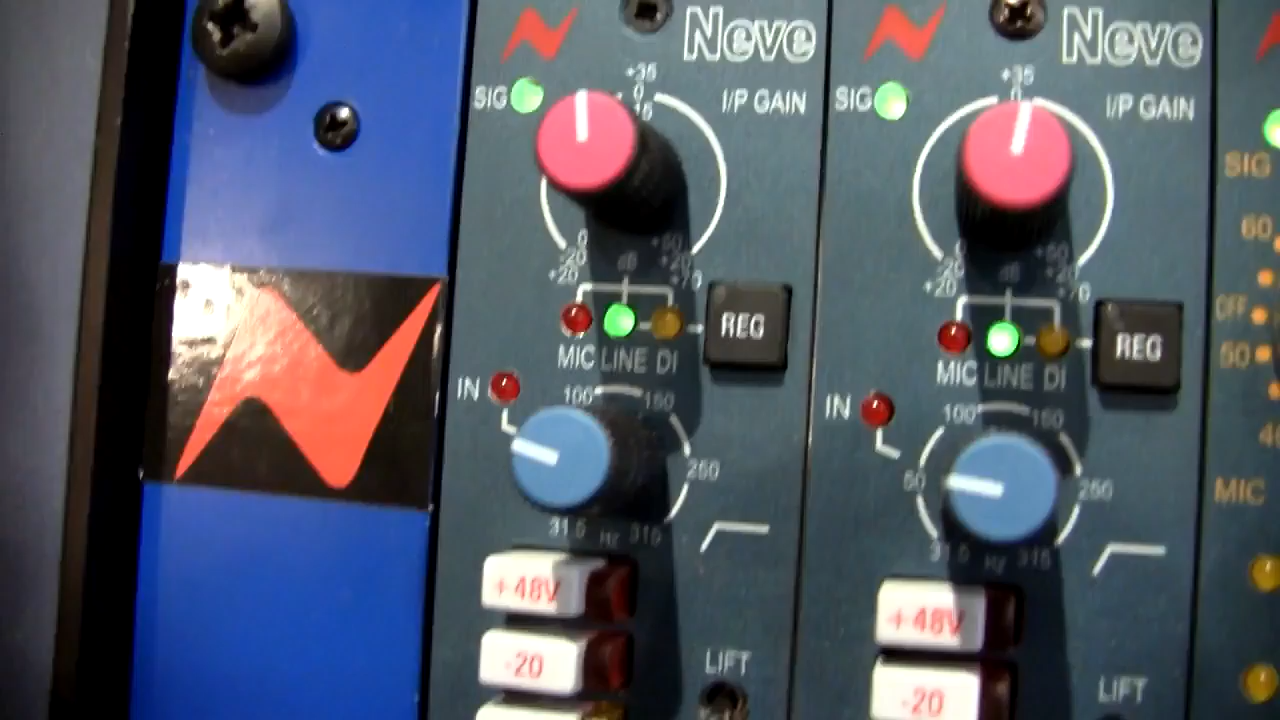 Neve
SIG
+35
0
15
I/P GAIN
0
-20
+20
dB
+50
+20
+70
MIC LINE DI
REG
IN
100
150
250
31.5 Hz 315
+48V
-20
LIFT
Neve
SIG
+35
0
I/P GAIN
0
-20
+20
dB
+50
+20
+70
MIC LINE DI
REG
IN
100
150
50
250
31.5 Hz 315
+48V
-20
LIFT
SIG
60
OFF
50
MIC